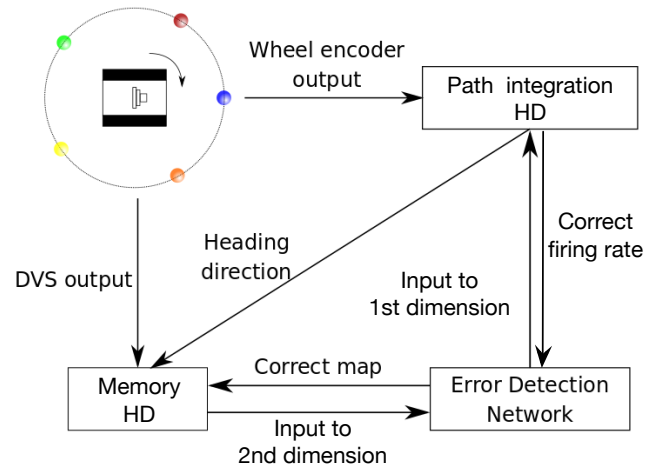 Wheel encoder
output
Path integration
HD
Heading
direction
Correct
firing rate
DVS output
Input to
1st dimension
Memory
HD
Correct map
Error Detection
Network
Input to
2nd dimension